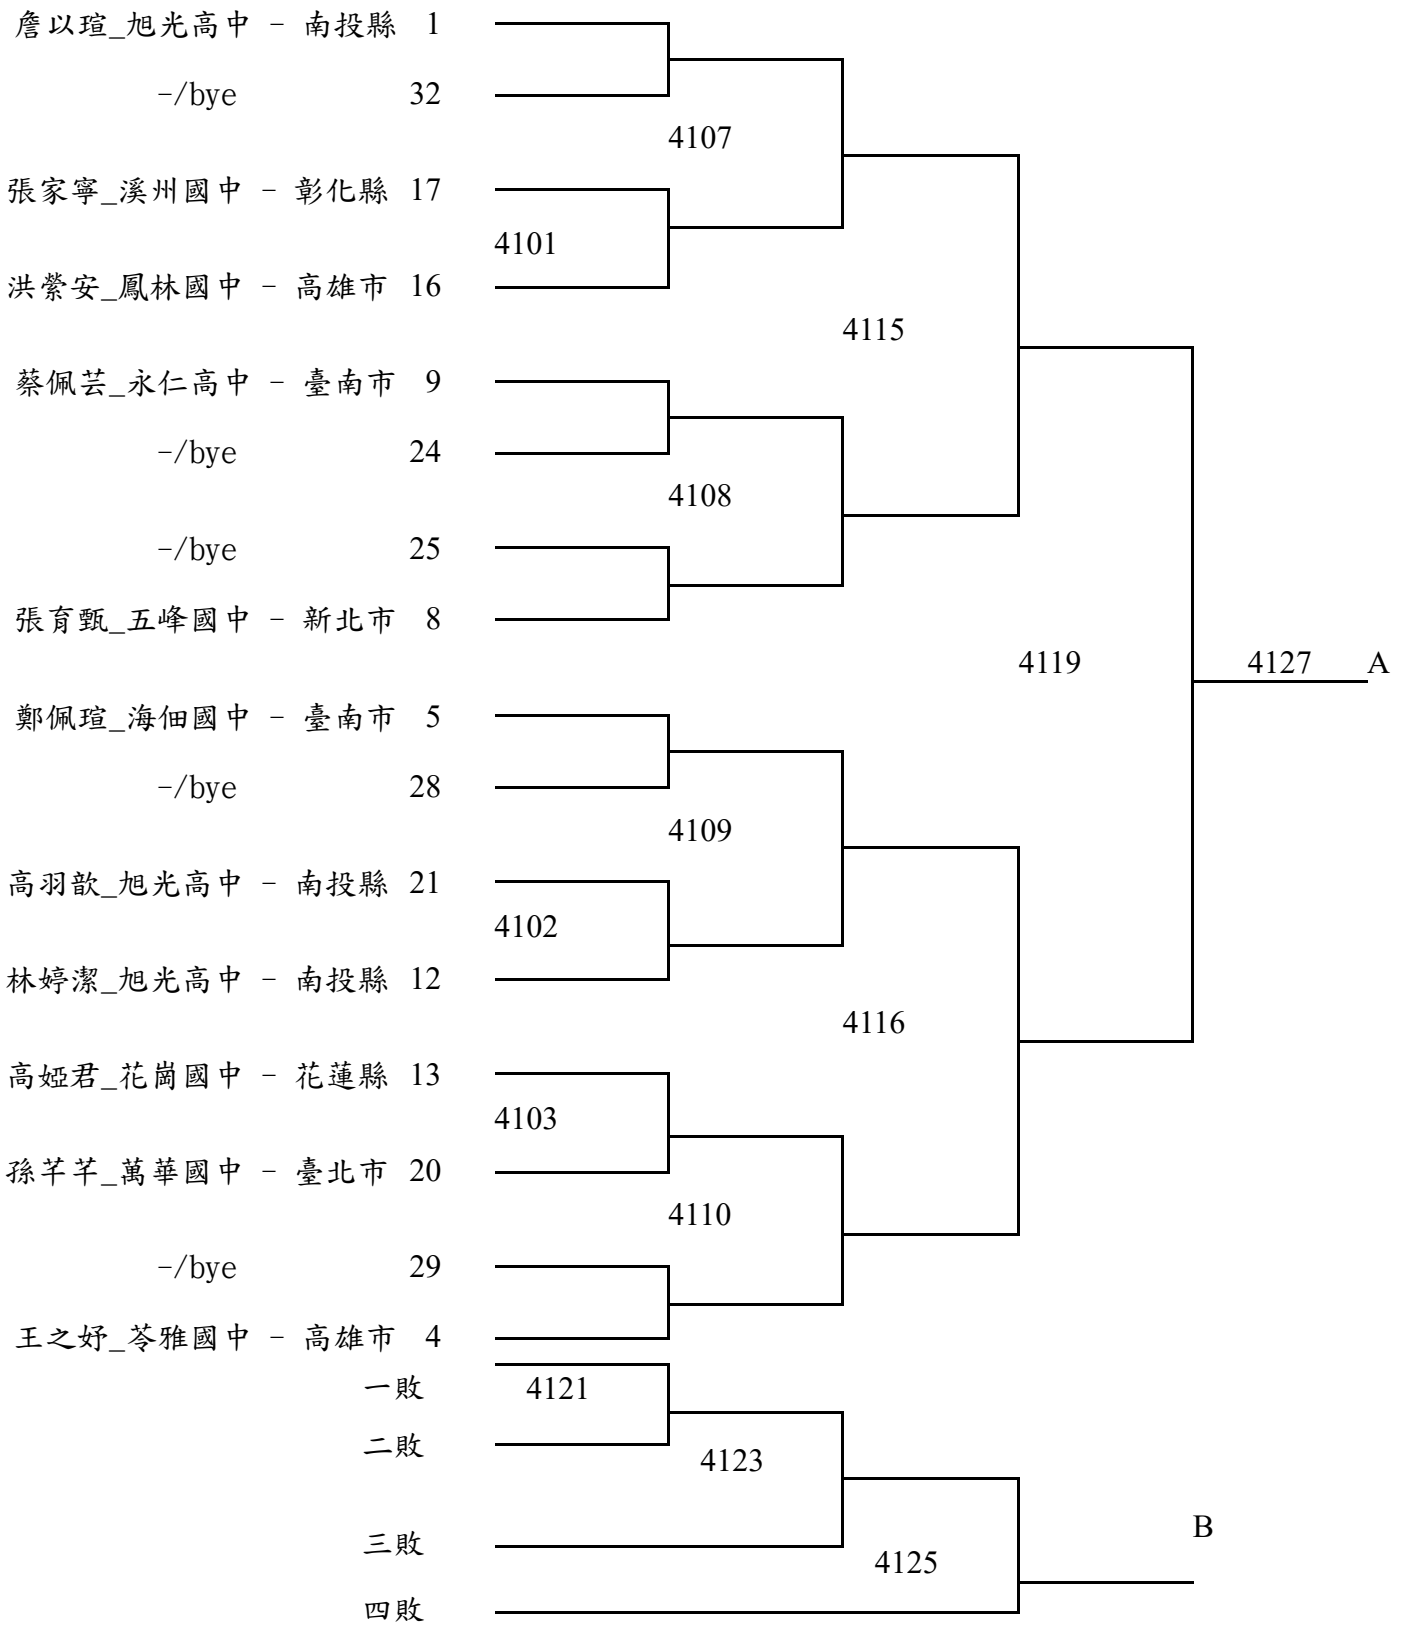 詹以瑄_旭光高中 - 南投縣 1
-/bye 32
4107
張家寧_溪州國中 - 彰化縣 17
4101
洪縈安_鳳林國中 - 高雄市 16
4115
蔡佩芸_永仁高中 - 臺南市 9
-/bye 24
4108
-/bye 25
張育甄_五峰國中 - 新北市 8
4119 4127 A
鄭佩瑄_海佃國中 - 臺南市 5
-/bye 28
4109
高羽歆_旭光高中 - 南投縣 21
4102
林婷潔_旭光高中 - 南投縣 12
4116
高婭君_花崗國中 - 花蓮縣 13
4103
孫芊芊_萬華國中 - 臺北市 20
4110
-/bye 29
王之妤_苓雅國中 - 高雄市 4
一敗 4121
二敗
4123
三敗 B
4125
四敗